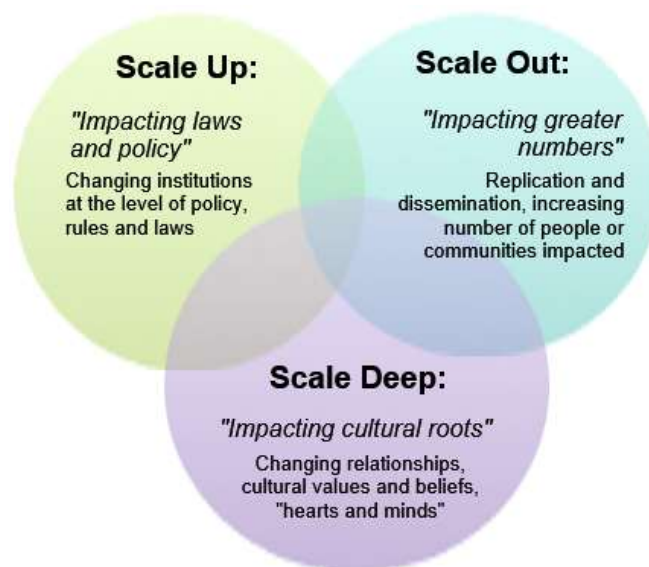 Scale Up:
"Impacting laws
and policy"
Changing institutions
at the level of policy,
rules and laws
Scale Out:
"Impacting greater
numbers"
Replication and
dissemination, increasing
number of people or
communities impacted
Scale Deep:
"Impacting cultural roots"
Changing relationships,
cultural values and beliefs,
"hearts and minds"